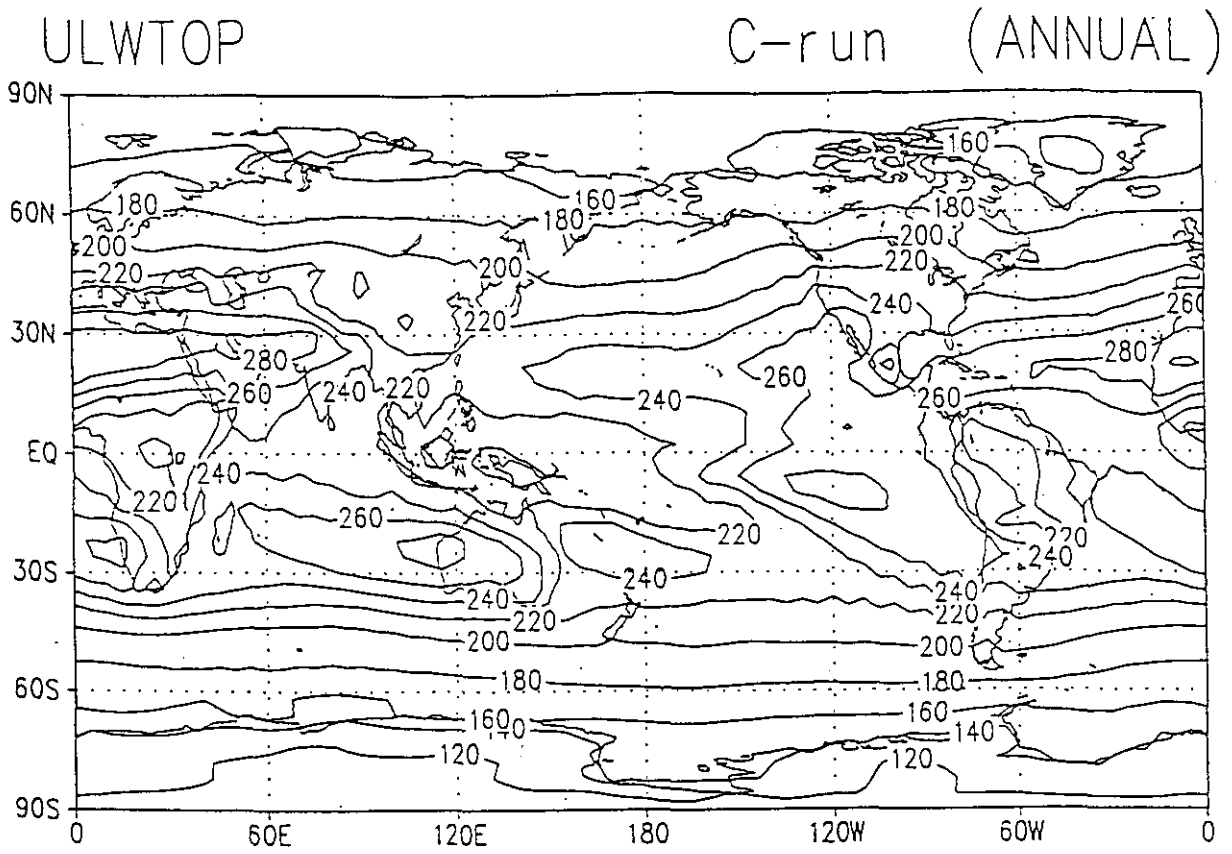 ULWTOP C-run (ANNUAL)
90N
160
60N 180 160 180 180
200 200 200
220 220 220
240 260
30N
280 280
260 240 220 240 260 260
EQ
240
220 260 220 220
240
30S 240
240 240
220 220
200 200
180 180
60S
160 160
140 140
120 120
90S
0 60E 120E 180 120W 60W 0